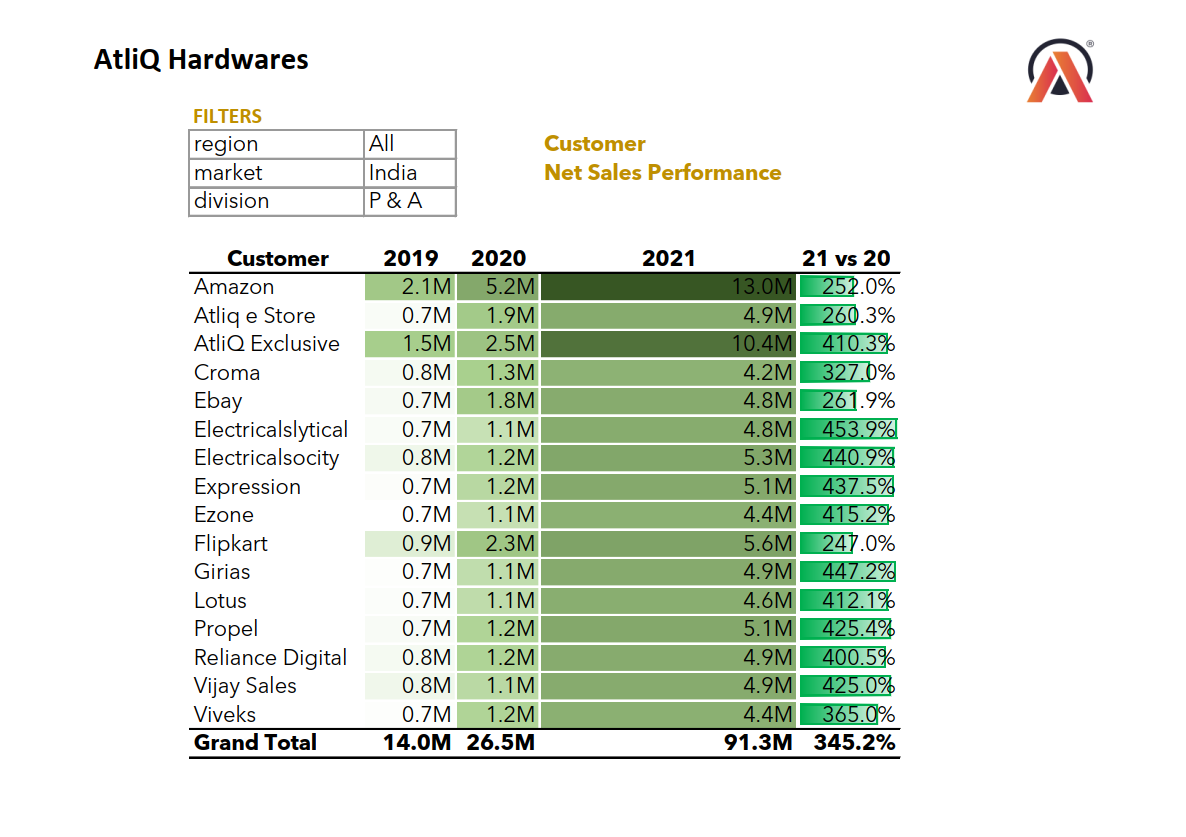 AtliQ Hardwares
®
FILTERS
region All
market India
division P & A
Customer
Net Sales Performance
Customer 2019 2020 2021 21 vs 20
Amazon 2.1M 5.2M 13.0M 252.0%
Atliq e Store 0.7M 1.9M 4.9M 260.3%
AtliQ Exclusive 1.5M 2.5M 10.4M 410.3%
Croma 0.8M 1.3M 4.2M 327.0%
Ebay 0.7M 1.8M 4.8M 261.9%
Electricalslytical 0.7M 1.1M 4.8M 453.9%
Electricalsocity 0.8M 1.2M 5.3M 440.9%
Expression 0.7M 1.2M 5.1M 437.5%
Ezone 0.7M 1.1M 4.4M 415.2%
Flipkart 0.9M 2.3M 5.6M 247.0%
Girias 0.7M 1.1M 4.9M 447.2%
Lotus 0.7M 1.1M 4.6M 412.1%
Propel 0.7M 1.2M 5.1M 425.4%
Reliance Digital 0.8M 1.2M 4.9M 400.5%
Vijay Sales 0.8M 1.1M 4.9M 425.0%
Viveks 0.7M 1.2M 4.4M 365.0%
Grand Total 14.0M 26.5M 91.3M 345.2%